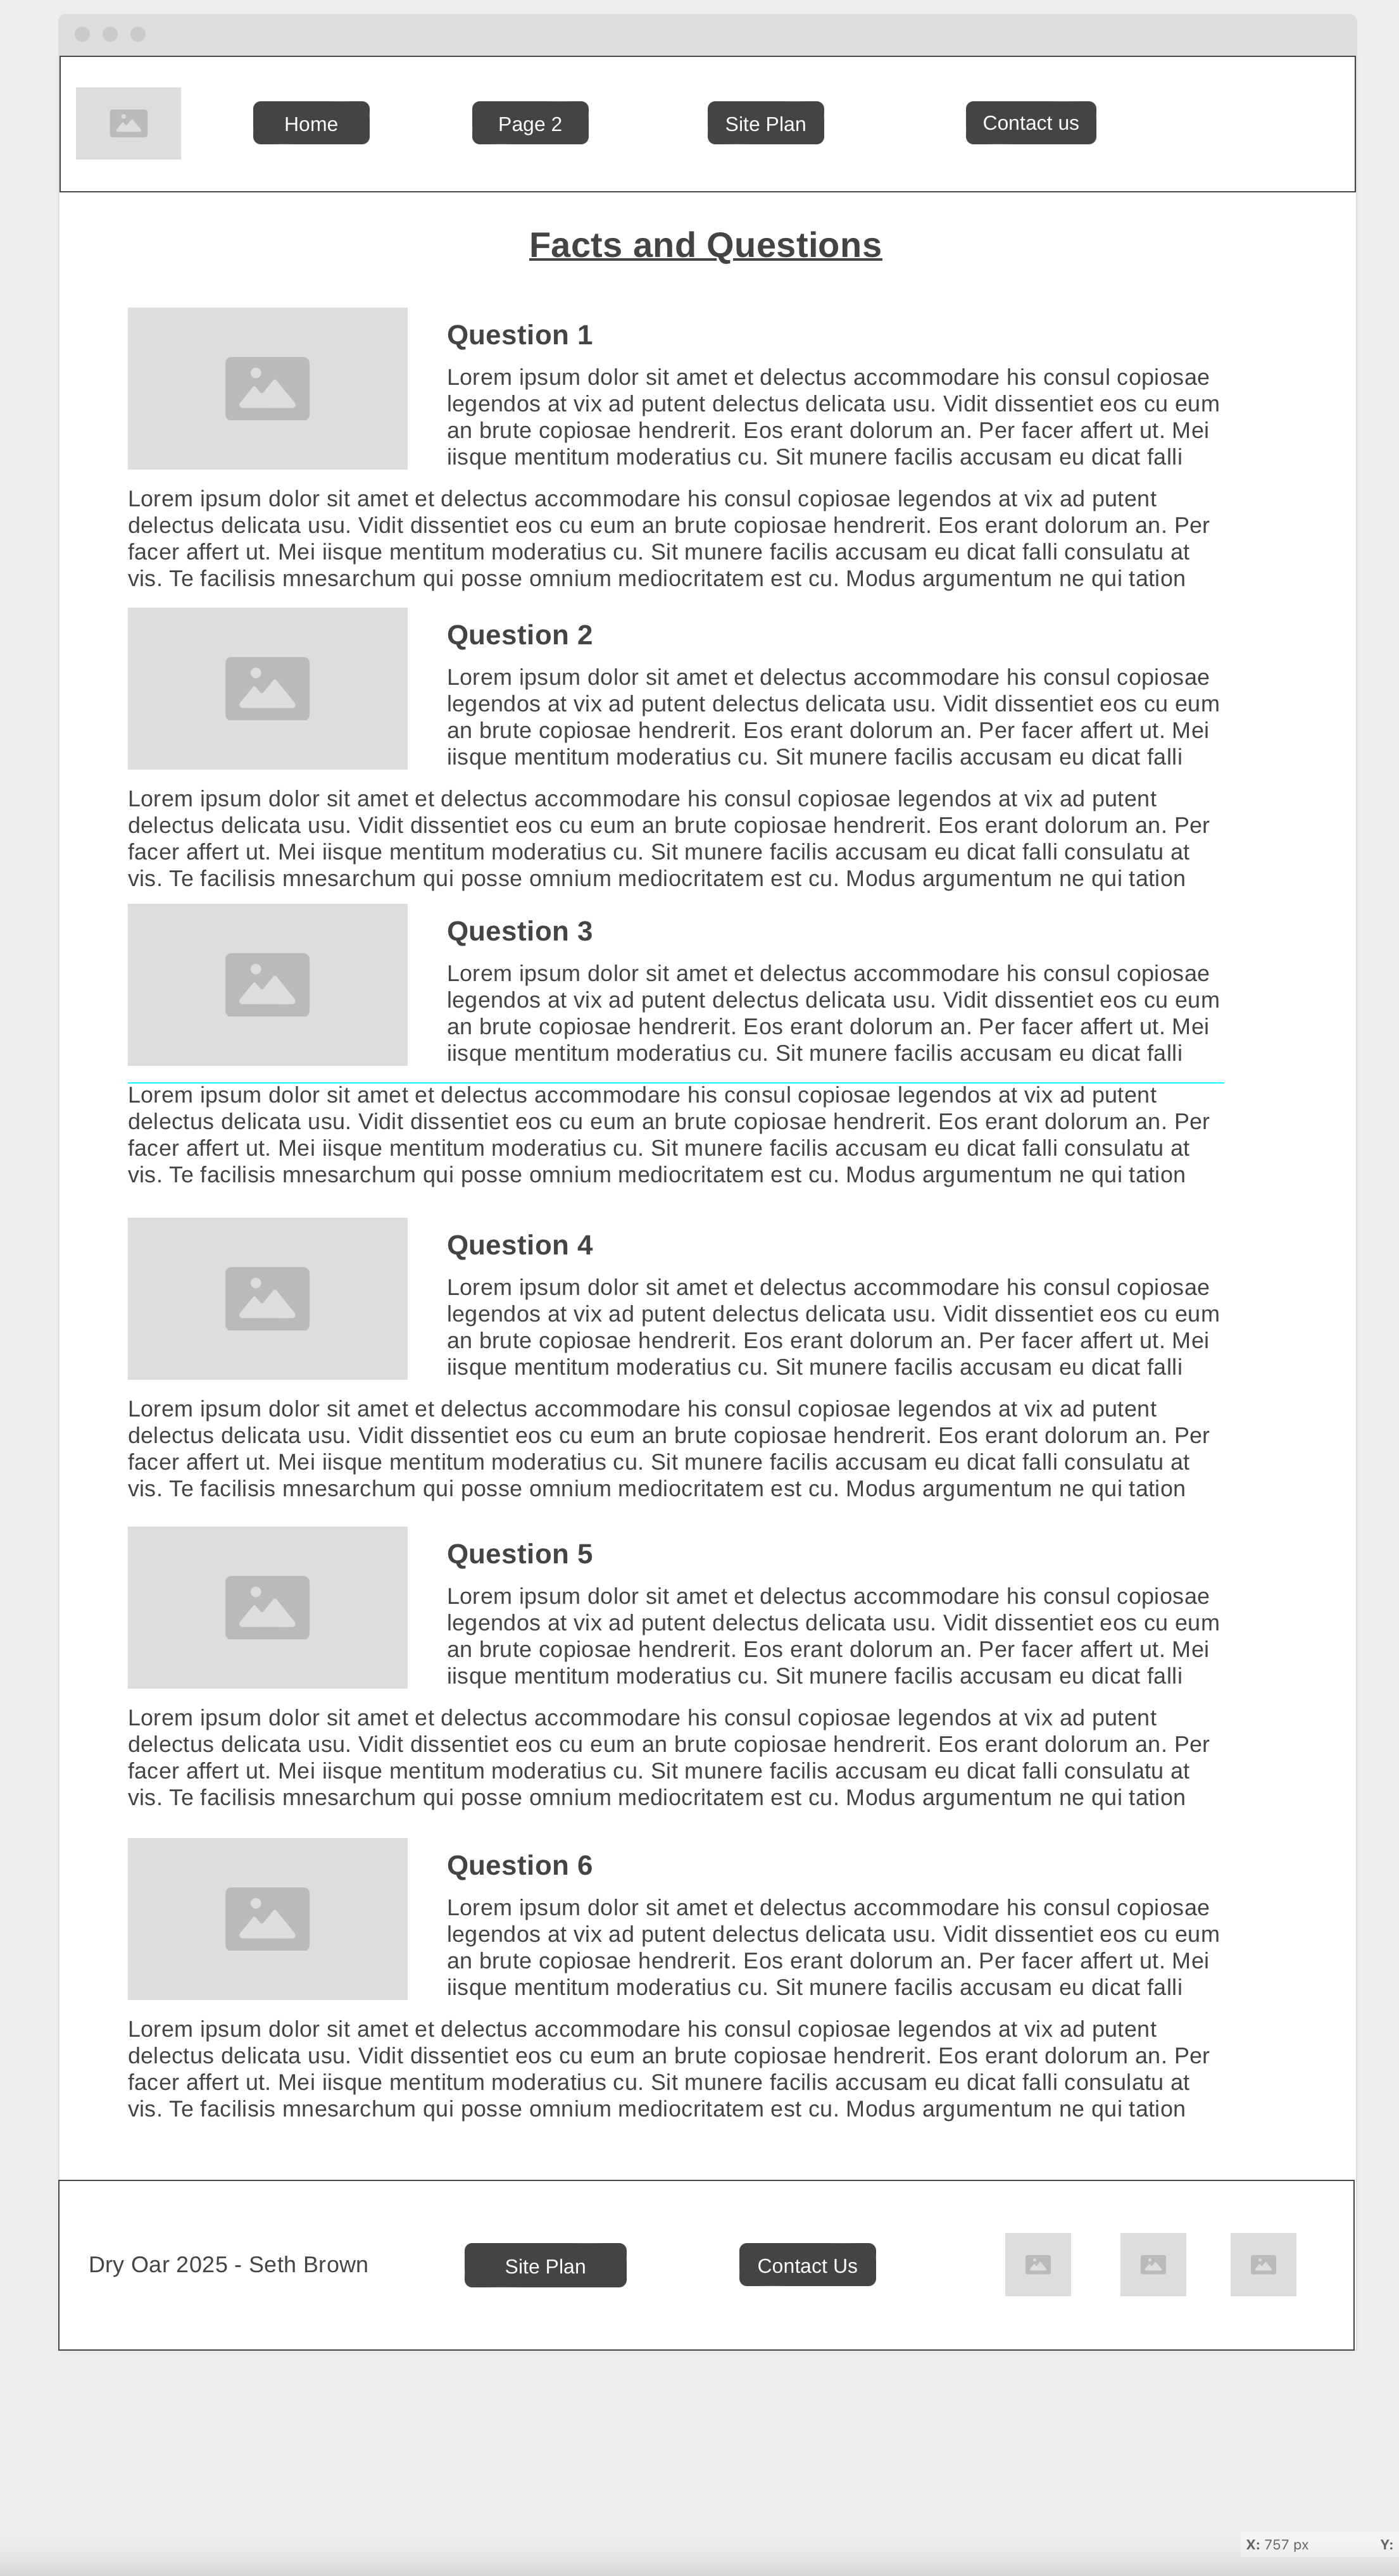 Home Page 2 Site Plan Contact us
Facts and Questions
Question 1
Lorem ipsum dolor sit amet et delectus accommodare his consul copiosae
legendos at vix ad putent delectus delicata usu. Vidit dissentiet eos cu eum
an brute copiosae hendrerit. Eos erant dolorum an. Per facer affert ut. Mei
iisque mentitum moderatius cu. Sit munere facilis accusam eu dicat falli
Lorem ipsum dolor sit amet et delectus accommodare his consul copiosae legendos at vix ad putent
delectus delicata usu. Vidit dissentiet eos cu eum an brute copiosae hendrerit. Eos erant dolorum an. Per
facer affert ut. Mei iisque mentitum moderatius cu. Sit munere facilis accusam eu dicat falli consulatu at
vis. Te facilisis mnesarchum qui posse omnium mediocritatem est cu. Modus argumentum ne qui tation
Question 2
Lorem ipsum dolor sit amet et delectus accommodare his consul copiosae
legendos at vix ad putent delectus delicata usu. Vidit dissentiet eos cu eum
an brute copiosae hendrerit. Eos erant dolorum an. Per facer affert ut. Mei
iisque mentitum moderatius cu. Sit munere facilis accusam eu dicat falli
Lorem ipsum dolor sit amet et delectus accommodare his consul copiosae legendos at vix ad putent
delectus delicata usu. Vidit dissentiet eos cu eum an brute copiosae hendrerit. Eos erant dolorum an. Per
facer affert ut. Mei iisque mentitum moderatius cu. Sit munere facilis accusam eu dicat falli consulatu at
vis. Te facilisis mnesarchum qui posse omnium mediocritatem est cu. Modus argumentum ne qui tation
Question 3
Lorem ipsum dolor sit amet et delectus accommodare his consul copiosae
legendos at vix ad putent delectus delicata usu. Vidit dissentiet eos cu eum
an brute copiosae hendrerit. Eos erant dolorum an. Per facer affert ut. Mei
iisque mentitum moderatius cu. Sit munere facilis accusam eu dicat falli
Lorem ipsum dolor sit amet et delectus accommodare his consul copiosae legendos at vix ad putent
delectus delicata usu. Vidit dissentiet eos cu eum an brute copiosae hendrerit. Eos erant dolorum an. Per
facer affert ut. Mei iisque mentitum moderatius cu. Sit munere facilis accusam eu dicat falli consulatu at
vis. Te facilisis mnesarchum qui posse omnium mediocritatem est cu. Modus argumentum ne qui tation
Question 4
Lorem ipsum dolor sit amet et delectus accommodare his consul copiosae
legendos at vix ad putent delectus delicata usu. Vidit dissentiet eos cu eum
an brute copiosae hendrerit. Eos erant dolorum an. Per facer affert ut. Mei
iisque mentitum moderatius cu. Sit munere facilis accusam eu dicat falli
Lorem ipsum dolor sit amet et delectus accommodare his consul copiosae legendos at vix ad putent
delectus delicata usu. Vidit dissentiet eos cu eum an brute copiosae hendrerit. Eos erant dolorum an. Per
facer affert ut. Mei iisque mentitum moderatius cu. Sit munere facilis accusam eu dicat falli consulatu at
vis. Te facilisis mnesarchum qui posse omnium mediocritatem est cu. Modus argumentum ne qui tation
Question 5
Lorem ipsum dolor sit amet et delectus accommodare his consul copiosae
legendos at vix ad putent delectus delicata usu. Vidit dissentiet eos cu eum
an brute copiosae hendrerit. Eos erant dolorum an. Per facer affert ut. Mei
iisque mentitum moderatius cu. Sit munere facilis accusam eu dicat falli
Lorem ipsum dolor sit amet et delectus accommodare his consul copiosae legendos at vix ad putent
delectus delicata usu. Vidit dissentiet eos cu eum an brute copiosae hendrerit. Eos erant dolorum an. Per
facer affert ut. Mei iisque mentitum moderatius cu. Sit munere facilis accusam eu dicat falli consulatu at
vis. Te facilisis mnesarchum qui posse omnium mediocritatem est cu. Modus argumentum ne qui tation
Question 6
Lorem ipsum dolor sit amet et delectus accommodare his consul copiosae
legendos at vix ad putent delectus delicata usu. Vidit dissentiet eos cu eum
an brute copiosae hendrerit. Eos erant dolorum an. Per facer affert ut. Mei
iisque mentitum moderatius cu. Sit munere facilis accusam eu dicat falli
Lorem ipsum dolor sit amet et delectus accommodare his consul copiosae legendos at vix ad putent
delectus delicata usu. Vidit dissentiet eos cu eum an brute copiosae hendrerit. Eos erant dolorum an. Per
facer affert ut. Mei iisque mentitum moderatius cu. Sit munere facilis accusam eu dicat falli consulatu at
vis. Te facilisis mnesarchum qui posse omnium mediocritatem est cu. Modus argumentum ne qui tation
Dry Oar 2025 - Seth Brown Site Plan Contact Us
X: 757 px Y: